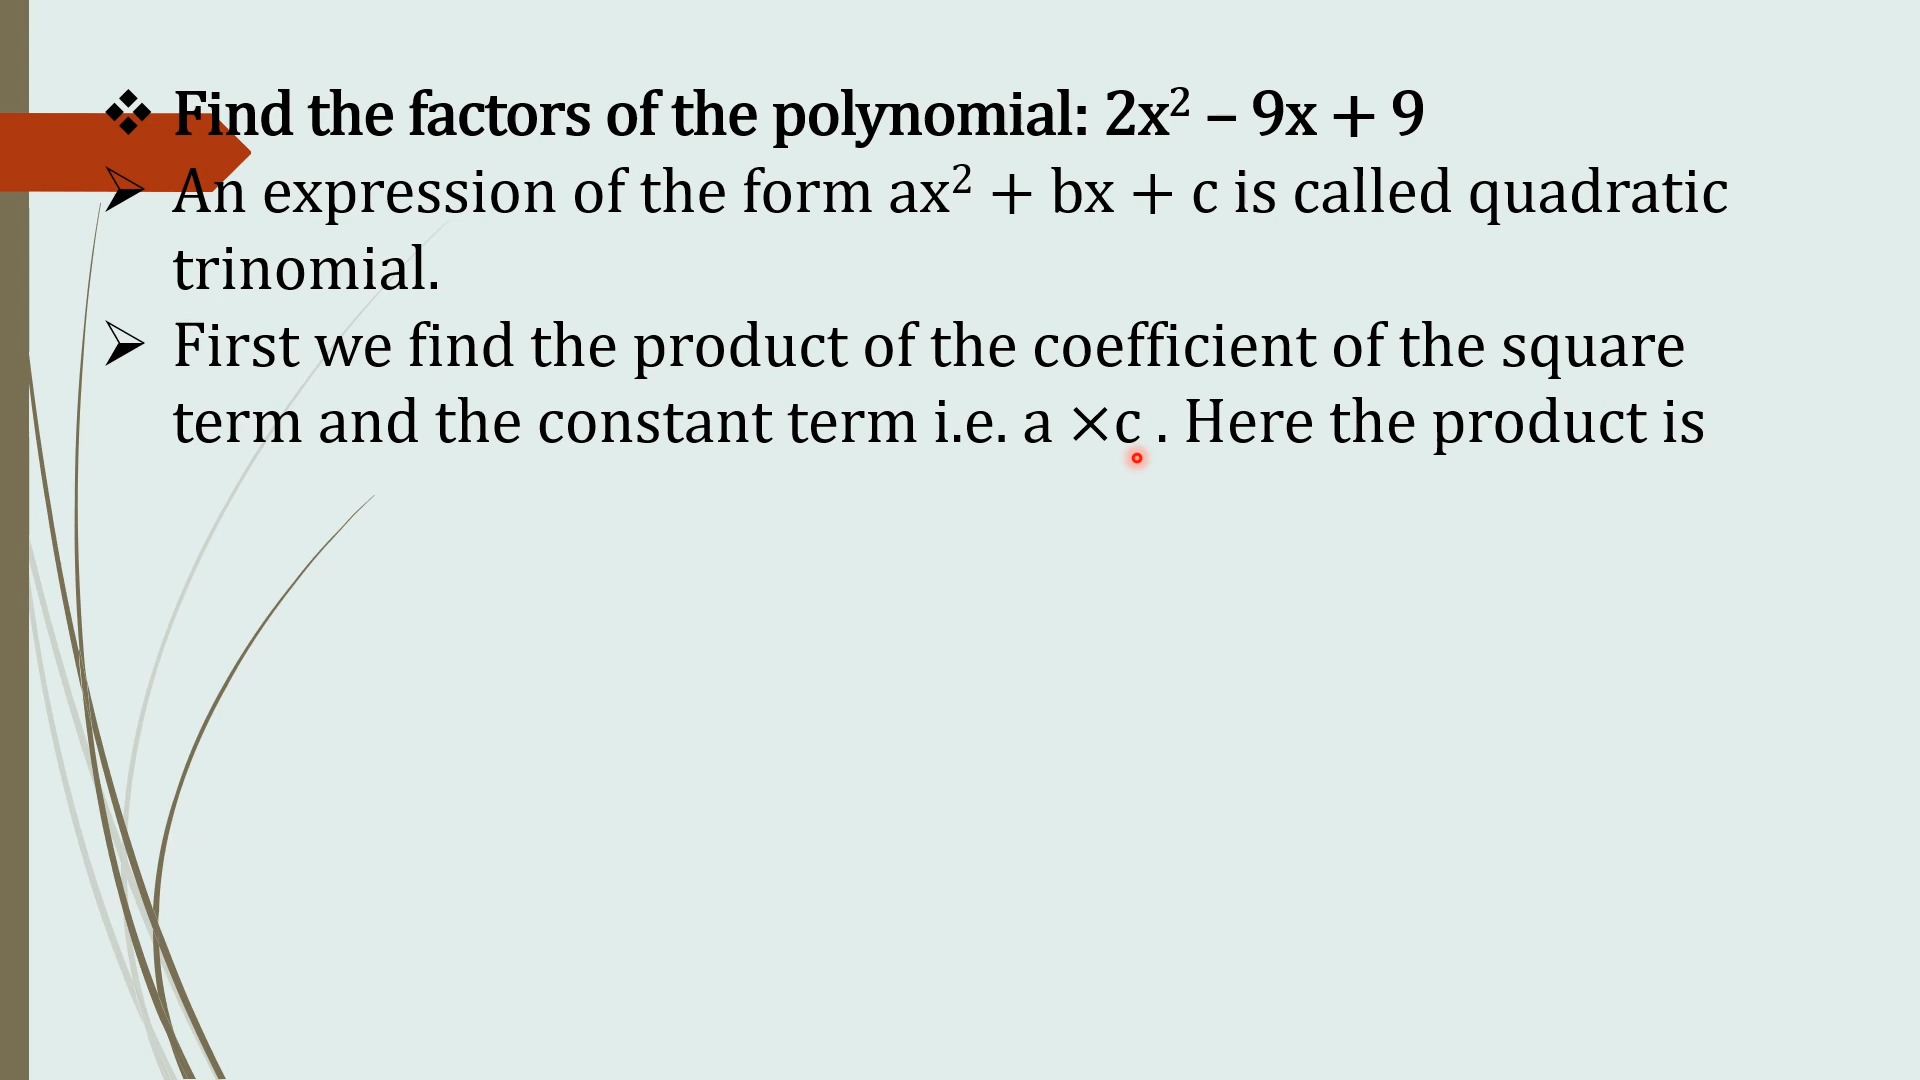 ❖ Find the factors of the polynomial: 2x² – 9x + 9
➢ An expression of the form ax² + bx + c is called quadratic
trinomial.
➢ First we find the product of the coefficient of the square
term and the constant term i.e. a ×c . Here the product is